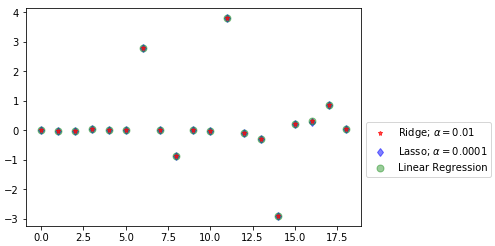 4
3
2
1
0
−1
−2
−3
0.0 2.5 5.0 7.5 10.0 12.5 15.0 17.5
Ridge; α = 0.01
Lasso; α = 0.0001
Linear Regression